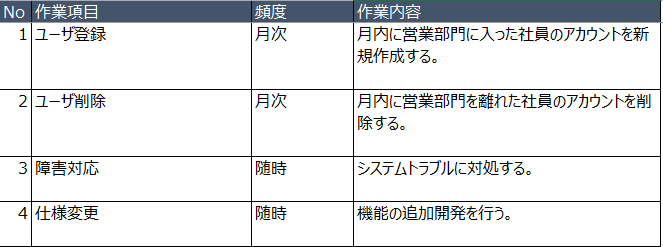 No 作業項目 頻度 作業内容
1 ユーザ登録 月次 月内に営業部門に入った社員のアカウントを新
規作成する。
2 ユーザ削除 月次 月内に営業部門を離れた社員のアカウントを削
除する。
3 障害対応 随時 システムトラブルに対処する。
4 仕様変更 随時 機能の追加開発を行う。